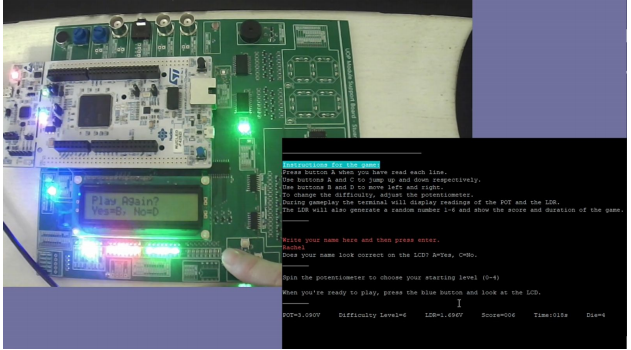 Play Again?
Yes=B, No=D
Instructions for the game:
Press button A when you have read each line.
Use buttons A and C to jump up and down respectively.
Use buttons B and D to move left and right.
To change the difficulty, adjust the potentiometer.
During gameplay the terminal will display readings of the POT and the LDR.
The LDR will also generate a random number 1-6 and show the score and duration of the game.
Write your name here and then press enter.
Rachel
Does your name look correct on the LCD? A=Yes, C=No.
Spin the potentiometer to choose your starting level (0-4)
When you're ready to play, press the blue button and look at the LCD.
POT=3.090V Difficulty Level=6 LDR=1.696V Score=006 Time:018s Die=4